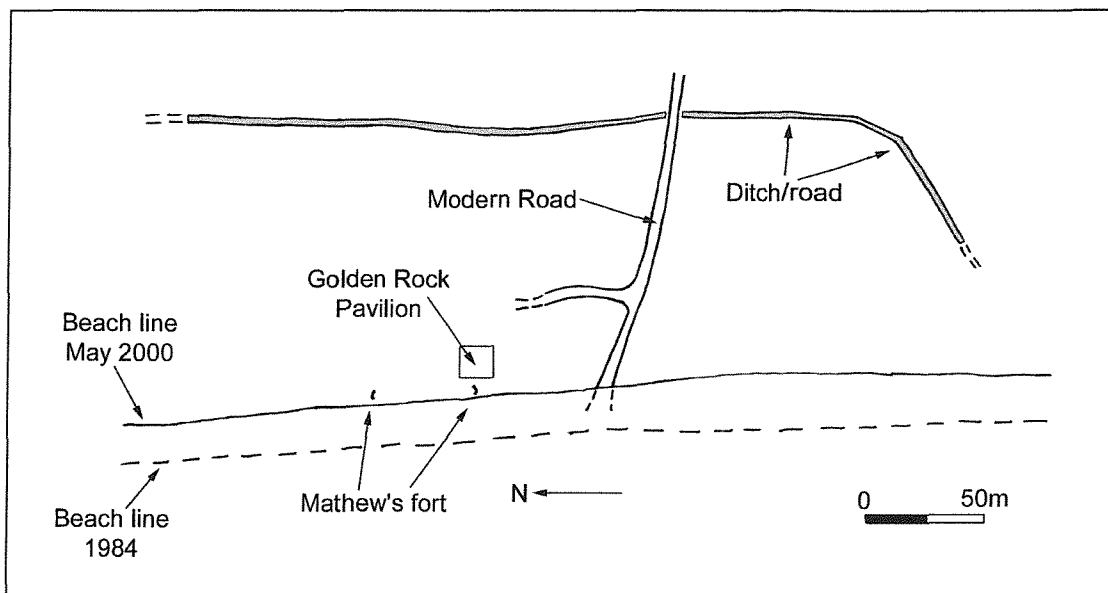 Modern Road
Ditch/road
Golden Rock
Pavilion
Beach line
May 2000
Mathew's fort
N
0 50m
Beach line
1984